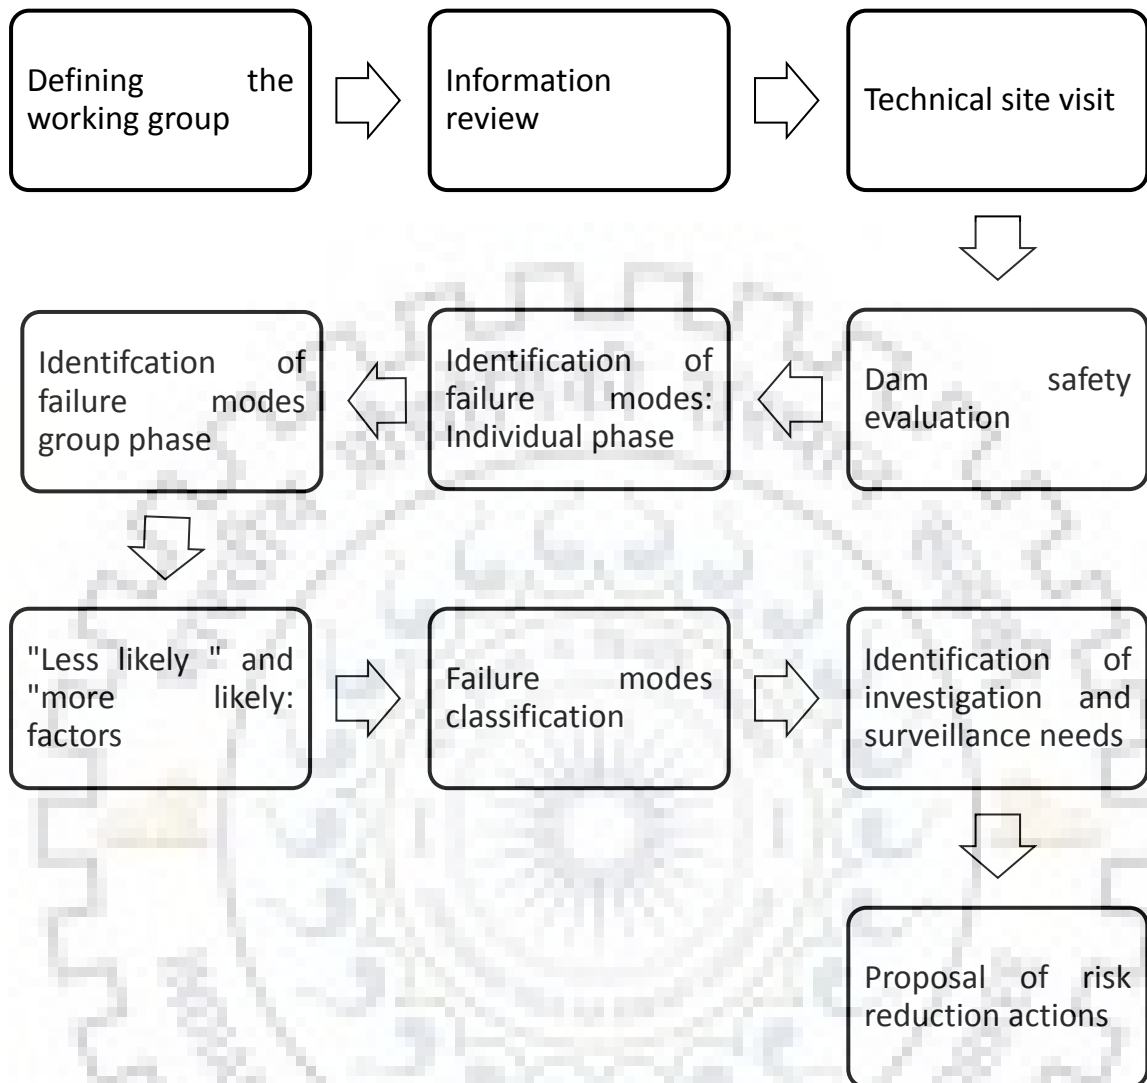 Defining the
working group
Information
review
Technical site visit
Dam safety
evaluation
Identification of
failure modes:
Individual phase
Identifcation of
failure modes
group phase
"Less likely " and
"more likely:
factors
Failure modes
classification
Identification of
investigation and
surveillance needs
Proposal of risk
reduction actions